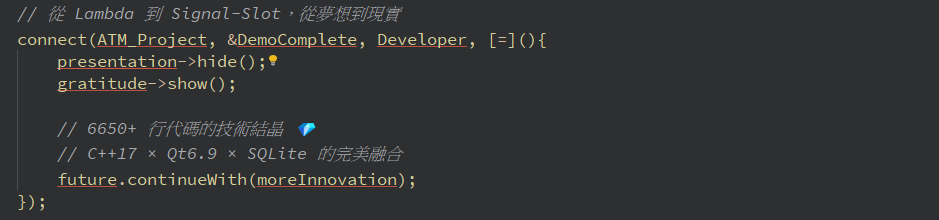 // 從 Lambda 到 Signal-Slot，從夢想到現實
connect(ATM_Project, &DemoComplete, Developer, [=](){
    presentation->hide();
    gratitude->show();

    // 6650+ 行代碼的技術結晶 💎
    // C++17 × Qt6.9 × SQLite 的完美融合
    future.continueWith(moreInnovation);
});